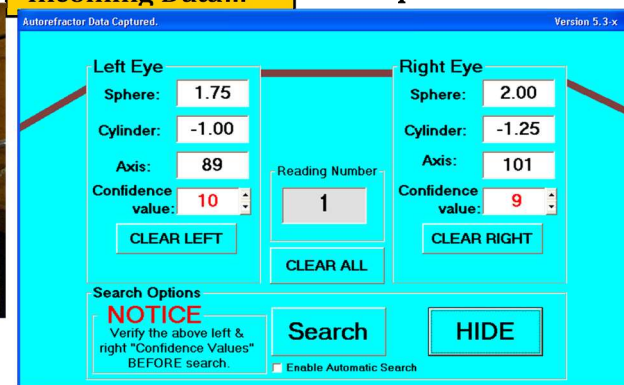 Autorefractor Data Captured.
Version 5.3-x
Left Eye
Sphere: 1.75
Cylinder: -1.00
Axis: 89
Confidence
value: 10
CLEAR LEFT
Reading Number
1
CLEAR ALL
Right Eye
Sphere: 2.00
Cylinder: -1.25
Axis: 101
Confidence
value: 9
CLEAR RIGHT
Search Options
NOTICE
Verify the above left &
right "Confidence Values"
BEFORE search.
Search
Enable Automatic Search
HIDE